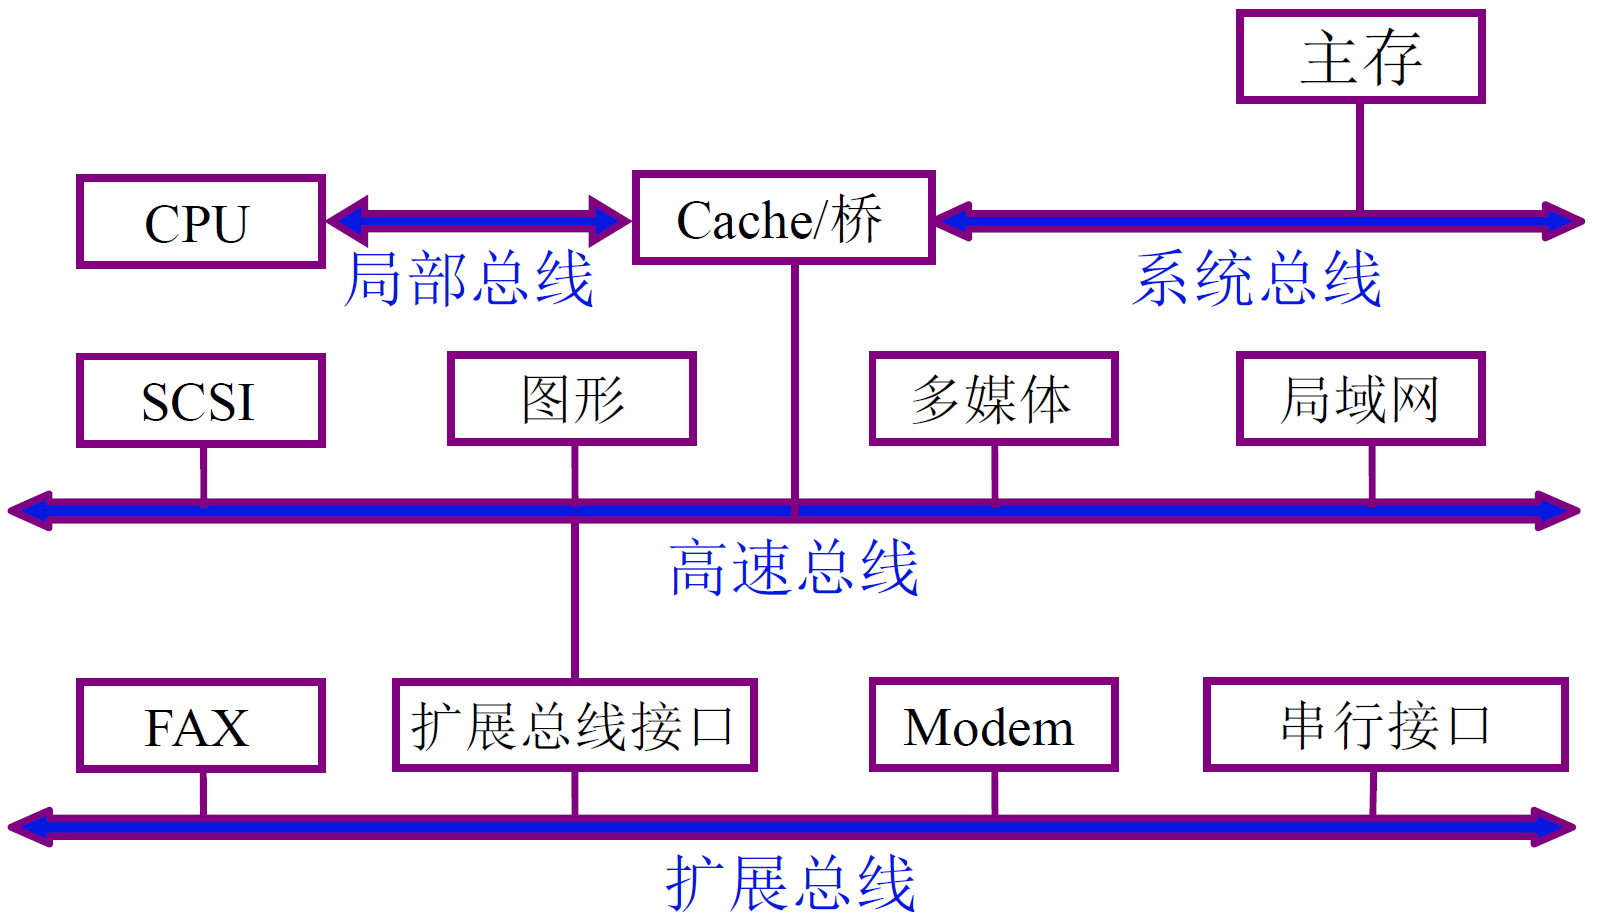 主存
CPU
Cache/桥
局部总线
系统总线
SCSI
图形
多媒体
局域网
高速总线
FAX
扩展总线接口
Modem
串行接口
扩展总线